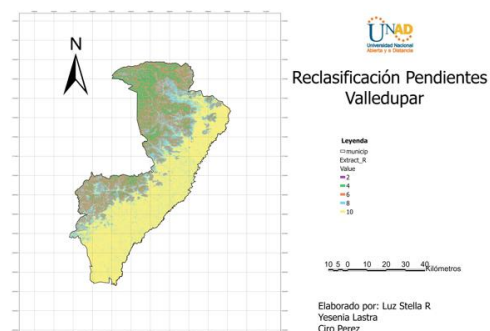 N
UNAD
Universidad Nacional
Abierta y a Distancia
Reclasificación Pendientes
Valledupar
Leyenda
municip
Extract_R
Value
2
4
6
8
10
10 5 0 10 20 30 40 Kilómetros
Elaborado por: Luz Stella R
Yesenia Lastra
Ciro Perez